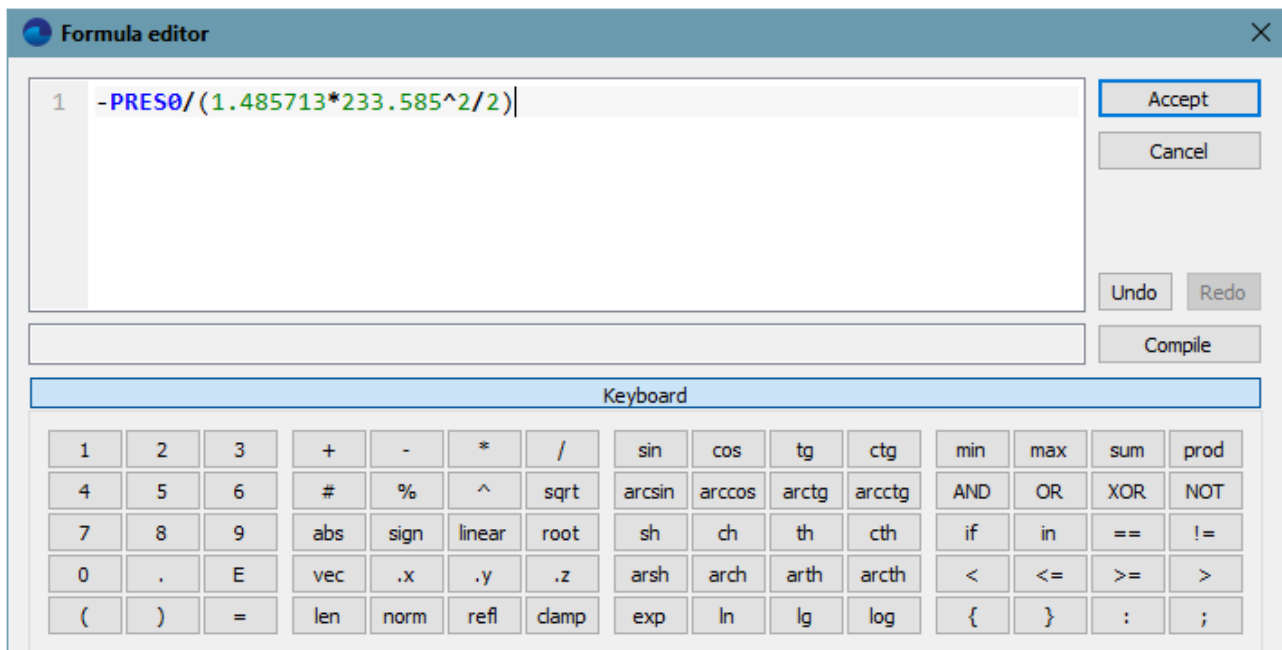 Formula editor
1 -PRES0/(1.485713*233.585^2/2)
Accept
Cancel
Undo Redo
Compile
Keyboard
1 2 3 + - * / sin cos tg ctg min max sum prod
4 5 6 # % ^ sqrt arcsin arccos arctg arcctg AND OR XOR NOT
7 8 9 abs sign linear root sh ch th cth if in == !=
0 . E vec .x .y .z arsh arch arth arcth < <= >= >
( ) = len norm refl clamp exp ln lg log { } : ;